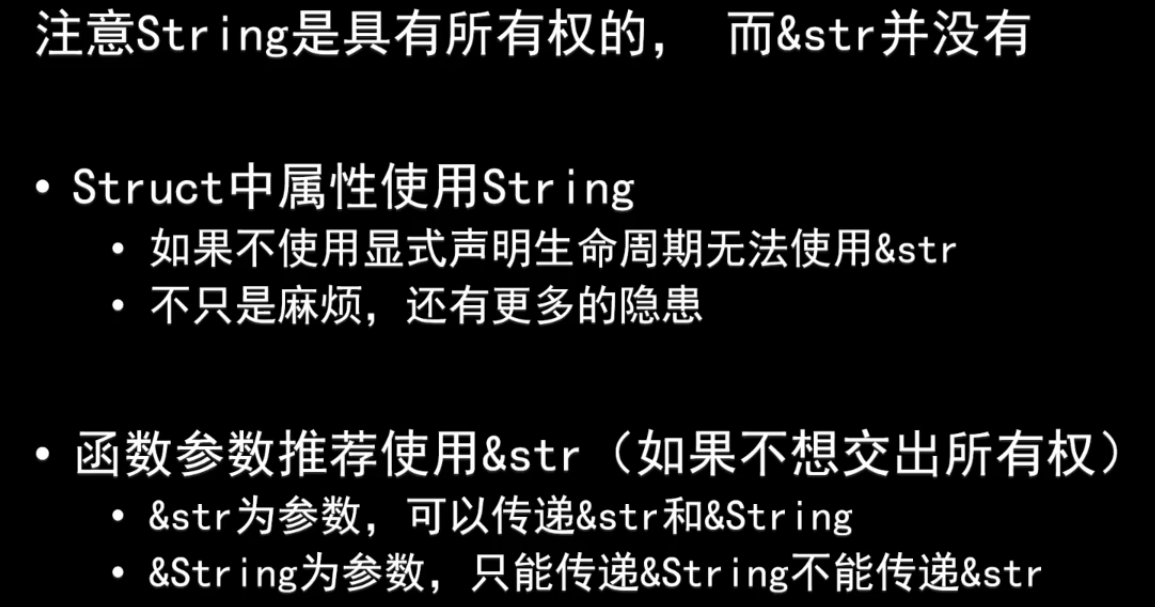 注意String是具有所有权的， 而&str并没有
• Struct中属性使用String
• 如果不使用显式声明生命周期无法使用&str
• 不只是麻烦，还有更多的隐患
• 函数参数推荐使用&str（如果不想交出所有权）
• &str为参数，可以传递&str和&String
• &String为参数，只能传递&String不能传递&str